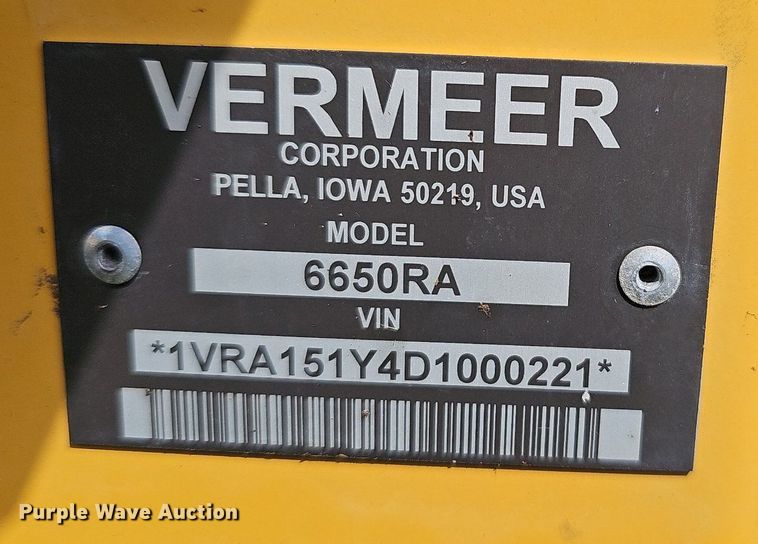 VERMEER
CORPORATION
PELLA, IOWA 50219, USA
MODEL
6650RA
VIN
*1VRA151Y4D1000221*
Purple Wave Auction